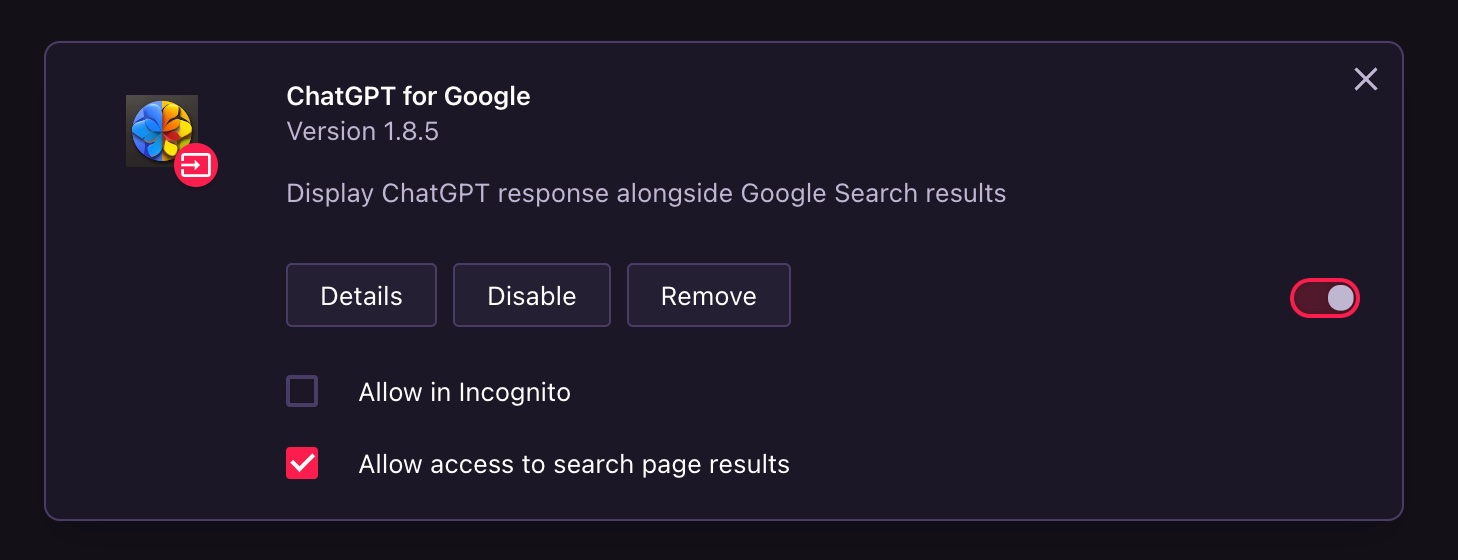 ChatGPT for Google
Version 1.8.5
Display ChatGPT response alongside Google Search results
Details
Disable
Remove
Allow in Incognito
Allow access to search page results